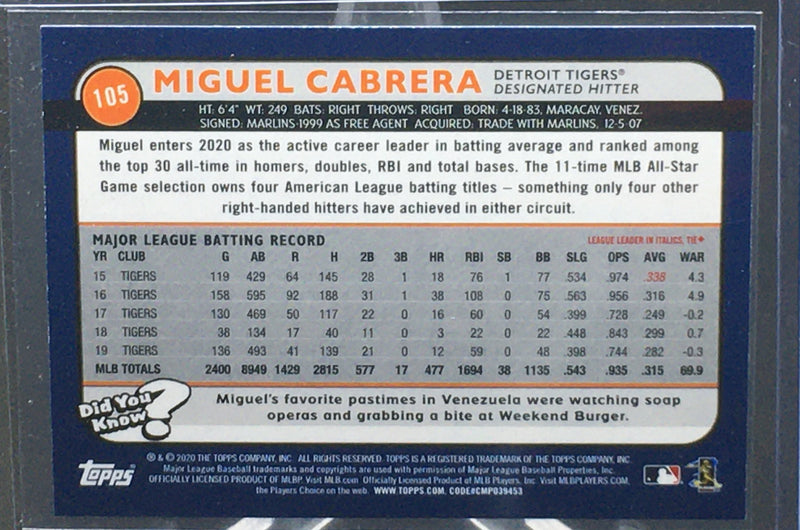 105 MIGUEL CABRERA DETROIT TIGERS® DESIGNATED HITTER
HT: 6'4" WT: 249 BATS: RIGHT THROWS: RIGHT BORN: 4-18-83, MARACAY, VENEZ.
SIGNED: MARLINS-1999 AS FREE AGENT ACQUIRED: TRADE WITH MARLINS, 12-5-07
Miguel enters 2020 as the active career leader in batting average and ranked among
the top 30 all-time in homers, doubles, RBI and total bases. The 11-time MLB All-Star
Game selection owns four American League batting titles – something only four other
right-handed hitters have achieved in either circuit.
MAJOR LEAGUE BATTING RECORD LEAGUE LEADER IN ITALICS, TIE♦
YR CLUB G AB R H 2B 3B HR RBI SB BB SLG OPS AVG WAR
15 TIGERS 119 429 64 145 28 1 18 76 1 77 .534 .974 .338 4.3
16 TIGERS 158 595 92 188 31 1 38 108 0 75 .563 .956 .316 4.9
17 TIGERS 130 469 50 117 22 0 16 60 0 54 .399 .728 .249 -0.2
18 TIGERS 38 134 17 40 11 0 3 22 0 22 .448 .843 .299 0.7
19 TIGERS 136 493 41 139 21 0 12 59 0 48 .398 .744 .282 -0.3
MLB TOTALS 2400 8949 1429 2815 577 17 477 1694 38 1135 .543 .935 .315 69.9
Did You Know?
Miguel's favorite pastimes in Venezuela were watching soap
operas and grabbing a bite at Weekend Burger.
Topps
® & © 2020 THE TOPPS COMPANY, INC. ALL RIGHTS RESERVED. TOPPS IS A REGISTERED TRADEMARK OF THE TOPPS COMPANY, INC.
Major League Baseball trademarks and copyrights are used with permission of Major League Baseball Properties, Inc.
OFFICIALLY LICENSED PRODUCT OF MLBP. Visit MLB.com Officially Licensed Product of MLB Players, Inc. Visit MLBPLAYERS.COM,
the Players Choice on the web. WWW.TOPPS.COM. CODE#CMP039453